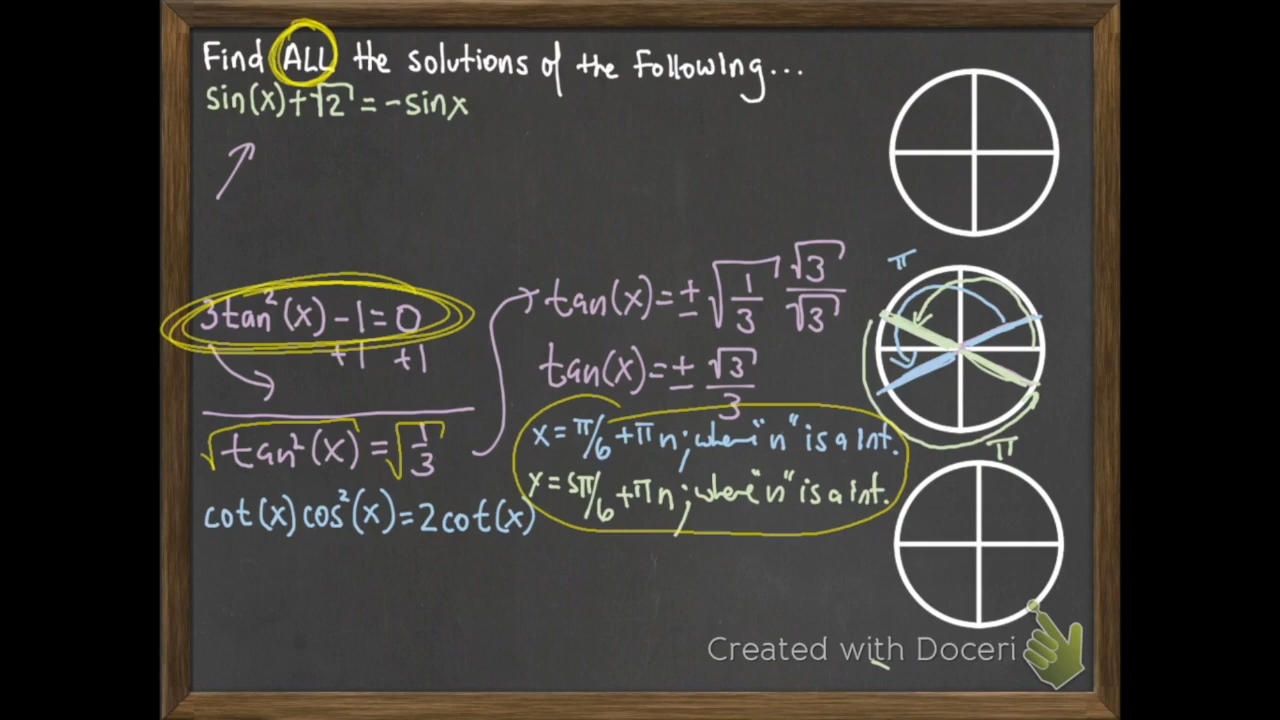 Find ALL the solutions of the following...
sin(x)+√2 = -sinx
3tan²(x)-1=0
+1 +1
√tan²(x) = √1/3
tan(x)=± √1/3 √3/√3
tan(x)=± √3/3
x=π/6+πn; where "n" is a int.
x=5π/6+πn; where "n" is a int.
cot(x)cos²(x)=2cot(x)
π
π
Created with Doceri